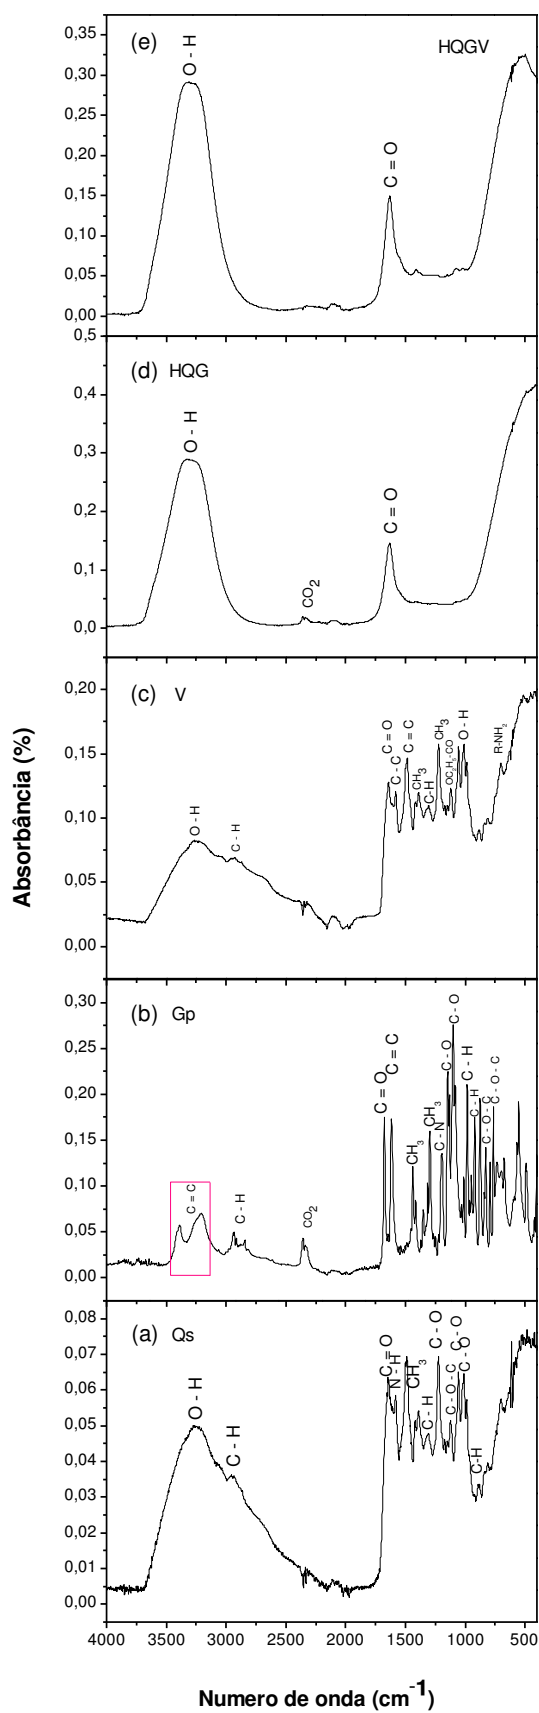 (e)
HQGV
O - H
C = O
0,35
0,30
0,25
0,20
0,15
0,10
0,05
0,00
(d) HQG
O - H
CO2
C = O
0,5
0,4
0,3
0,2
0,1
0,0
(c) V
O - H
C - H
C = O
C - C
C = C
CH3
C-H
CH3
O - H
R-NH2
0,20
0,15
0,10
0,05
0,00
(b) Gp
C = C
C - H
CO2
C = O
C = C
CH3
CH3
C - N
C - O
C - O
C - H
C - H
C - O - C
C - O - C
0,30
0,25
0,20
0,15
0,10
0,05
0,00
(a) Qs
O - H
C - H
C = O
N - H
CH3
C - H
C - O
C - O - C
C - O
C - O
C-H
0,08
0,07
0,06
0,05
0,04
0,03
0,02
0,01
0,00
4000 3500 3000 2500 2000 1500 1000 500
Absorbância (%)
Numero de onda (cm-1)